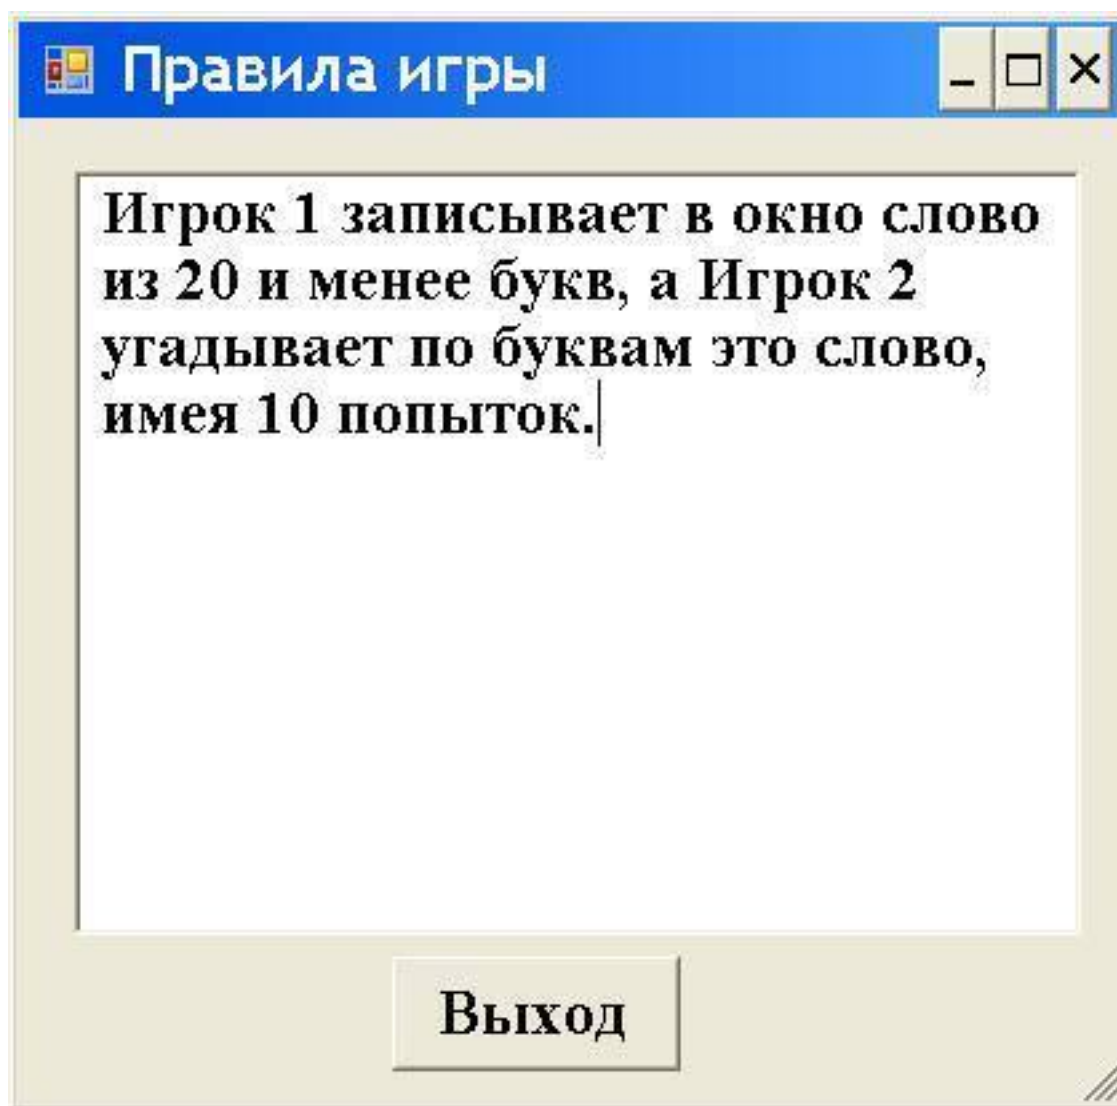 Правила игры
Игрок 1 записывает в окно слово
из 20 и менее букв, а Игрок 2
угадывает по буквам это слово,
имея 10 попыток.
Выход